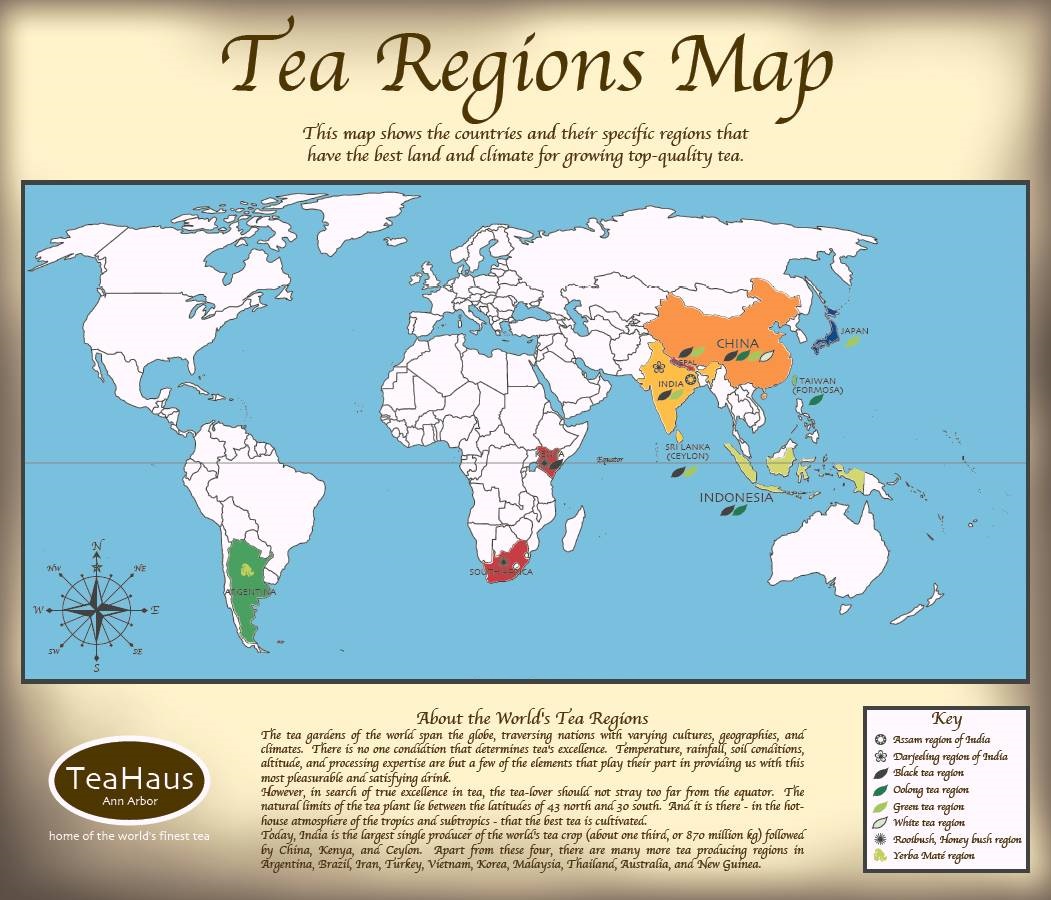 Tea Regions Map
This map shows the countries and their specific regions that
have the best land and climate for growing top-quality tea.
JAPAN
CHINA
NEPAL
TAIWAN
(FORMOSA)
INDIA
SRI LANKA
(CEYLON)
Equator
INDONESIA
SOUTH AFRICA
ARGENTINA
N
NW
NE
W
E
SW
SE
S
About the World's Tea Regions
The tea gardens of the world span the globe, traversing nations with varying cultures, geographies, and
climates. There is no one condidtion that determines tea's excellence. Temperature, rainfall, soil conditions,
altitude, and processing expertise are but a few of the elements that play their part in providing us with this
most pleasurable and satisfying drink.
However, in search of true excellence in tea, the tea-lover should not stray too far from the equator. The
natural limits of the tea plant lie between the latitudes of 43 north and 30 south. And it is there - in the hot-
house atmosphere of the tropics and subtropics - that the best tea is cultivated.
Today, India is the largest single producer of the world's tea crop (about one third, or 870 million kg) followed
by China, Kenya, and Ceylon. Apart from these four, there are many more tea producing regions in
Argentina, Brazil, Iran, Turkey, Vietnam, Korea, Malaysia, Thailand, Australia, and New Guinea.
TeaHaus
Ann Arbor
home of the world's finest tea
Key
Assam region of India
Darjeeling region of India
Black tea region
Oolong tea region
Green tea region
White tea region
Rooibush, Honey bush region
Yerba Maté region